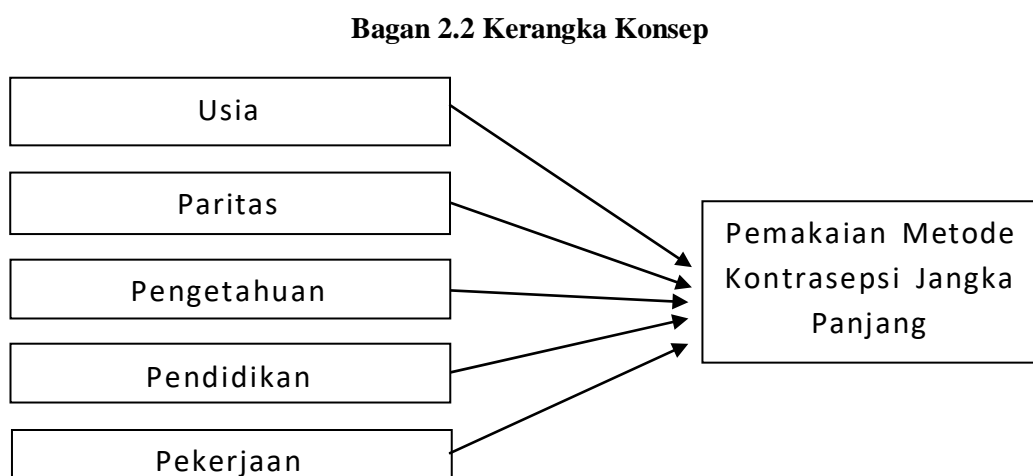 Bagan 2.2 Kerangka Konsep
Usia
Paritas
Pengetahuan
Pendidikan
Pekerjaan
Pemakaian Metode
Kontrasepsi Jangka
Panjang